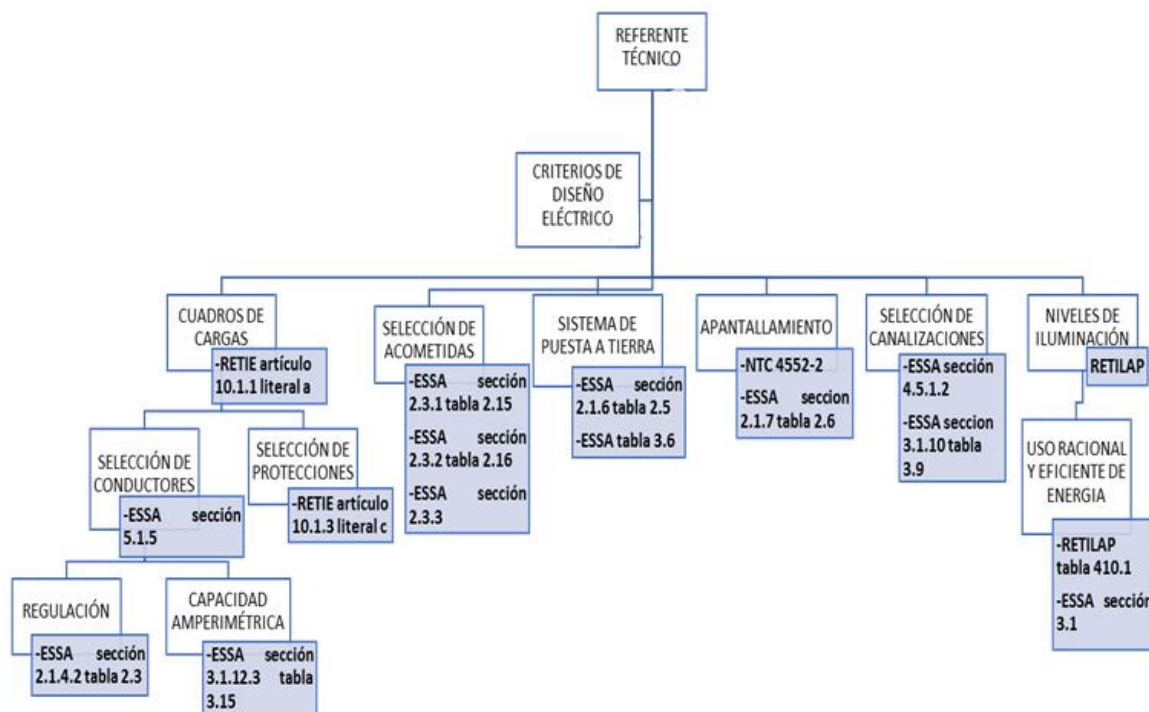 REFERENTE
TÉCNICO
CRITERIOS DE
DISEÑO
ELÉCTRICO
CUADROS DE
CARGAS
-RETIE artículo
10.1.1 literal a
SELECCIÓN DE
CONDUCTORES
-ESSA sección
5.1.5
SELECCIÓN DE
PROTECCIONES
-RETIE artículo
10.1.3 literal c
REGULACIÓN
-ESSA sección
2.1.4.2 tabla 2.3
CAPACIDAD
AMPERIMÉTRICA
-ESSA sección
3.1.12.3 tabla
3.15
SELECCIÓN DE
ACOMETIDAS
-ESSA sección
2.3.1 tabla 2.15
-ESSA sección
2.3.2 tabla 2.16
-ESSA sección
2.3.3
SISTEMA DE
PUESTA A TIERRA
-ESSA sección
2.1.6 tabla 2.5
-ESSA tabla 3.6
APANTALLAMIENTO
-NTC 4552-2
-ESSA seccion
2.1.7 tabla 2.6
SELECCIÓN DE
CANALIZACIONES
-ESSA sección
4.5.1.2
-ESSA seccion
3.1.10 tabla
3.9
NIVELES DE
ILUMINACIÓN
RETILAP
USO RACIONAL
Y EFICIENTE DE
ENERGIA
-RETILAP
tabla 410.1
-ESSA sección
3.1